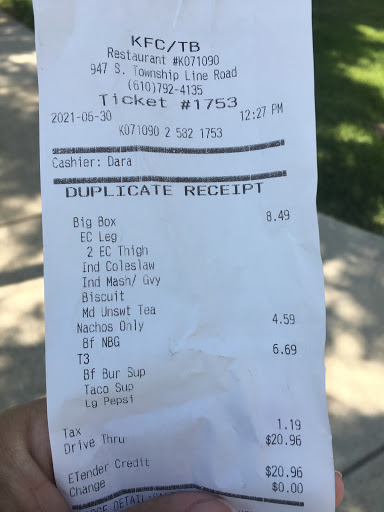 KFC/TB
Restaurant #K071090
947 S. Township Line Road
(610)792-4135
Ticket #1753
2021-06-30 12:27 PM
K071090 2 582 1753
Cashier: Dara
DUPLICATE RECEIPT
Big Box 8.49
EC Leg
2 EC Thigh
Ind Coleslaw
Ind Mash/ Gvy
Biscuit
Md Unswt Tea
Nachos Only 4.59
Bf NBG
T3 6.69
Bf Bur Sup
Taco Sup
Lg Pepsi
Tax 1.19
Drive Thru $20.96
ETender Credit $20.96
Change $0.00
DETAIL